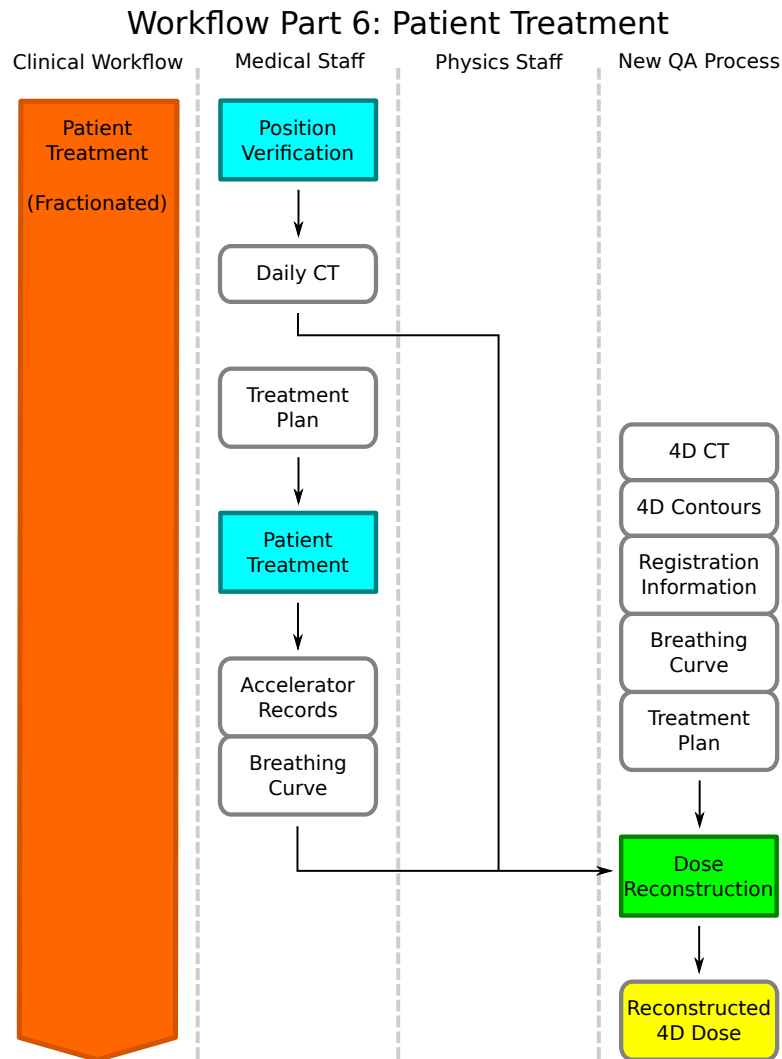 Workflow Part 6: Patient Treatment
Clinical Workflow
Medical Staff
Physics Staff
New QA Process
Patient
Treatment
(Fractionated)
Position
Verification
Daily CT
Treatment
Plan
Patient
Treatment
Accelerator
Records
Breathing
Curve
4D CT
4D Contours
Registration
Information
Breathing
Curve
Treatment
Plan
Dose
Reconstruction
Reconstructed
4D Dose